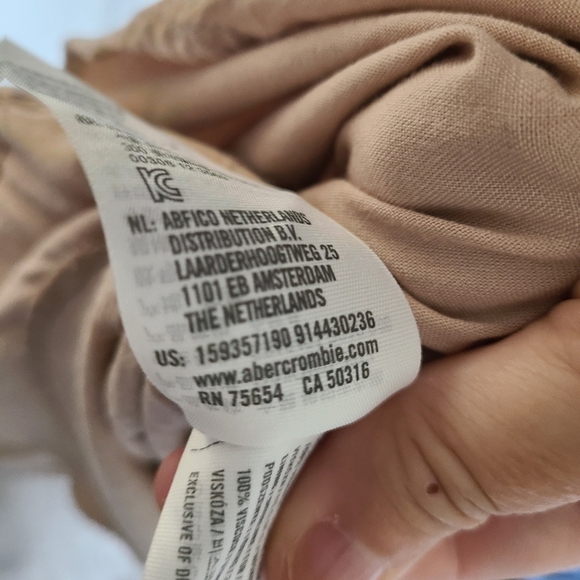 NL: ABFICO NETHERLANDS
DISTRIBUTION B.V.
LAARDERHOOGTWEG 25
1101 EB AMSTERDAM
THE NETHERLANDS
US: 159357190 914430236
www.abercrombie.com
RN 75654 CA 50316
100%
VISKÓZA /
EXCLUSIVE OF